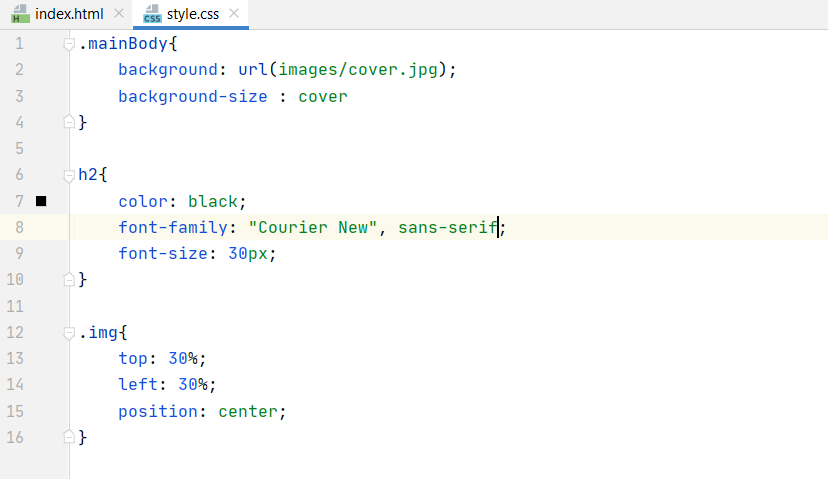 index.html style.css
1 .mainBody{
2 background: url(images/cover.jpg);
3 background-size : cover
4 }
5
6 h2{
7 color: black;
8 font-family: "Courier New", sans-serif;
9 font-size: 30px;
10 }
11
12 .img{
13 top: 30%;
14 left: 30%;
15 position: center;
16 }